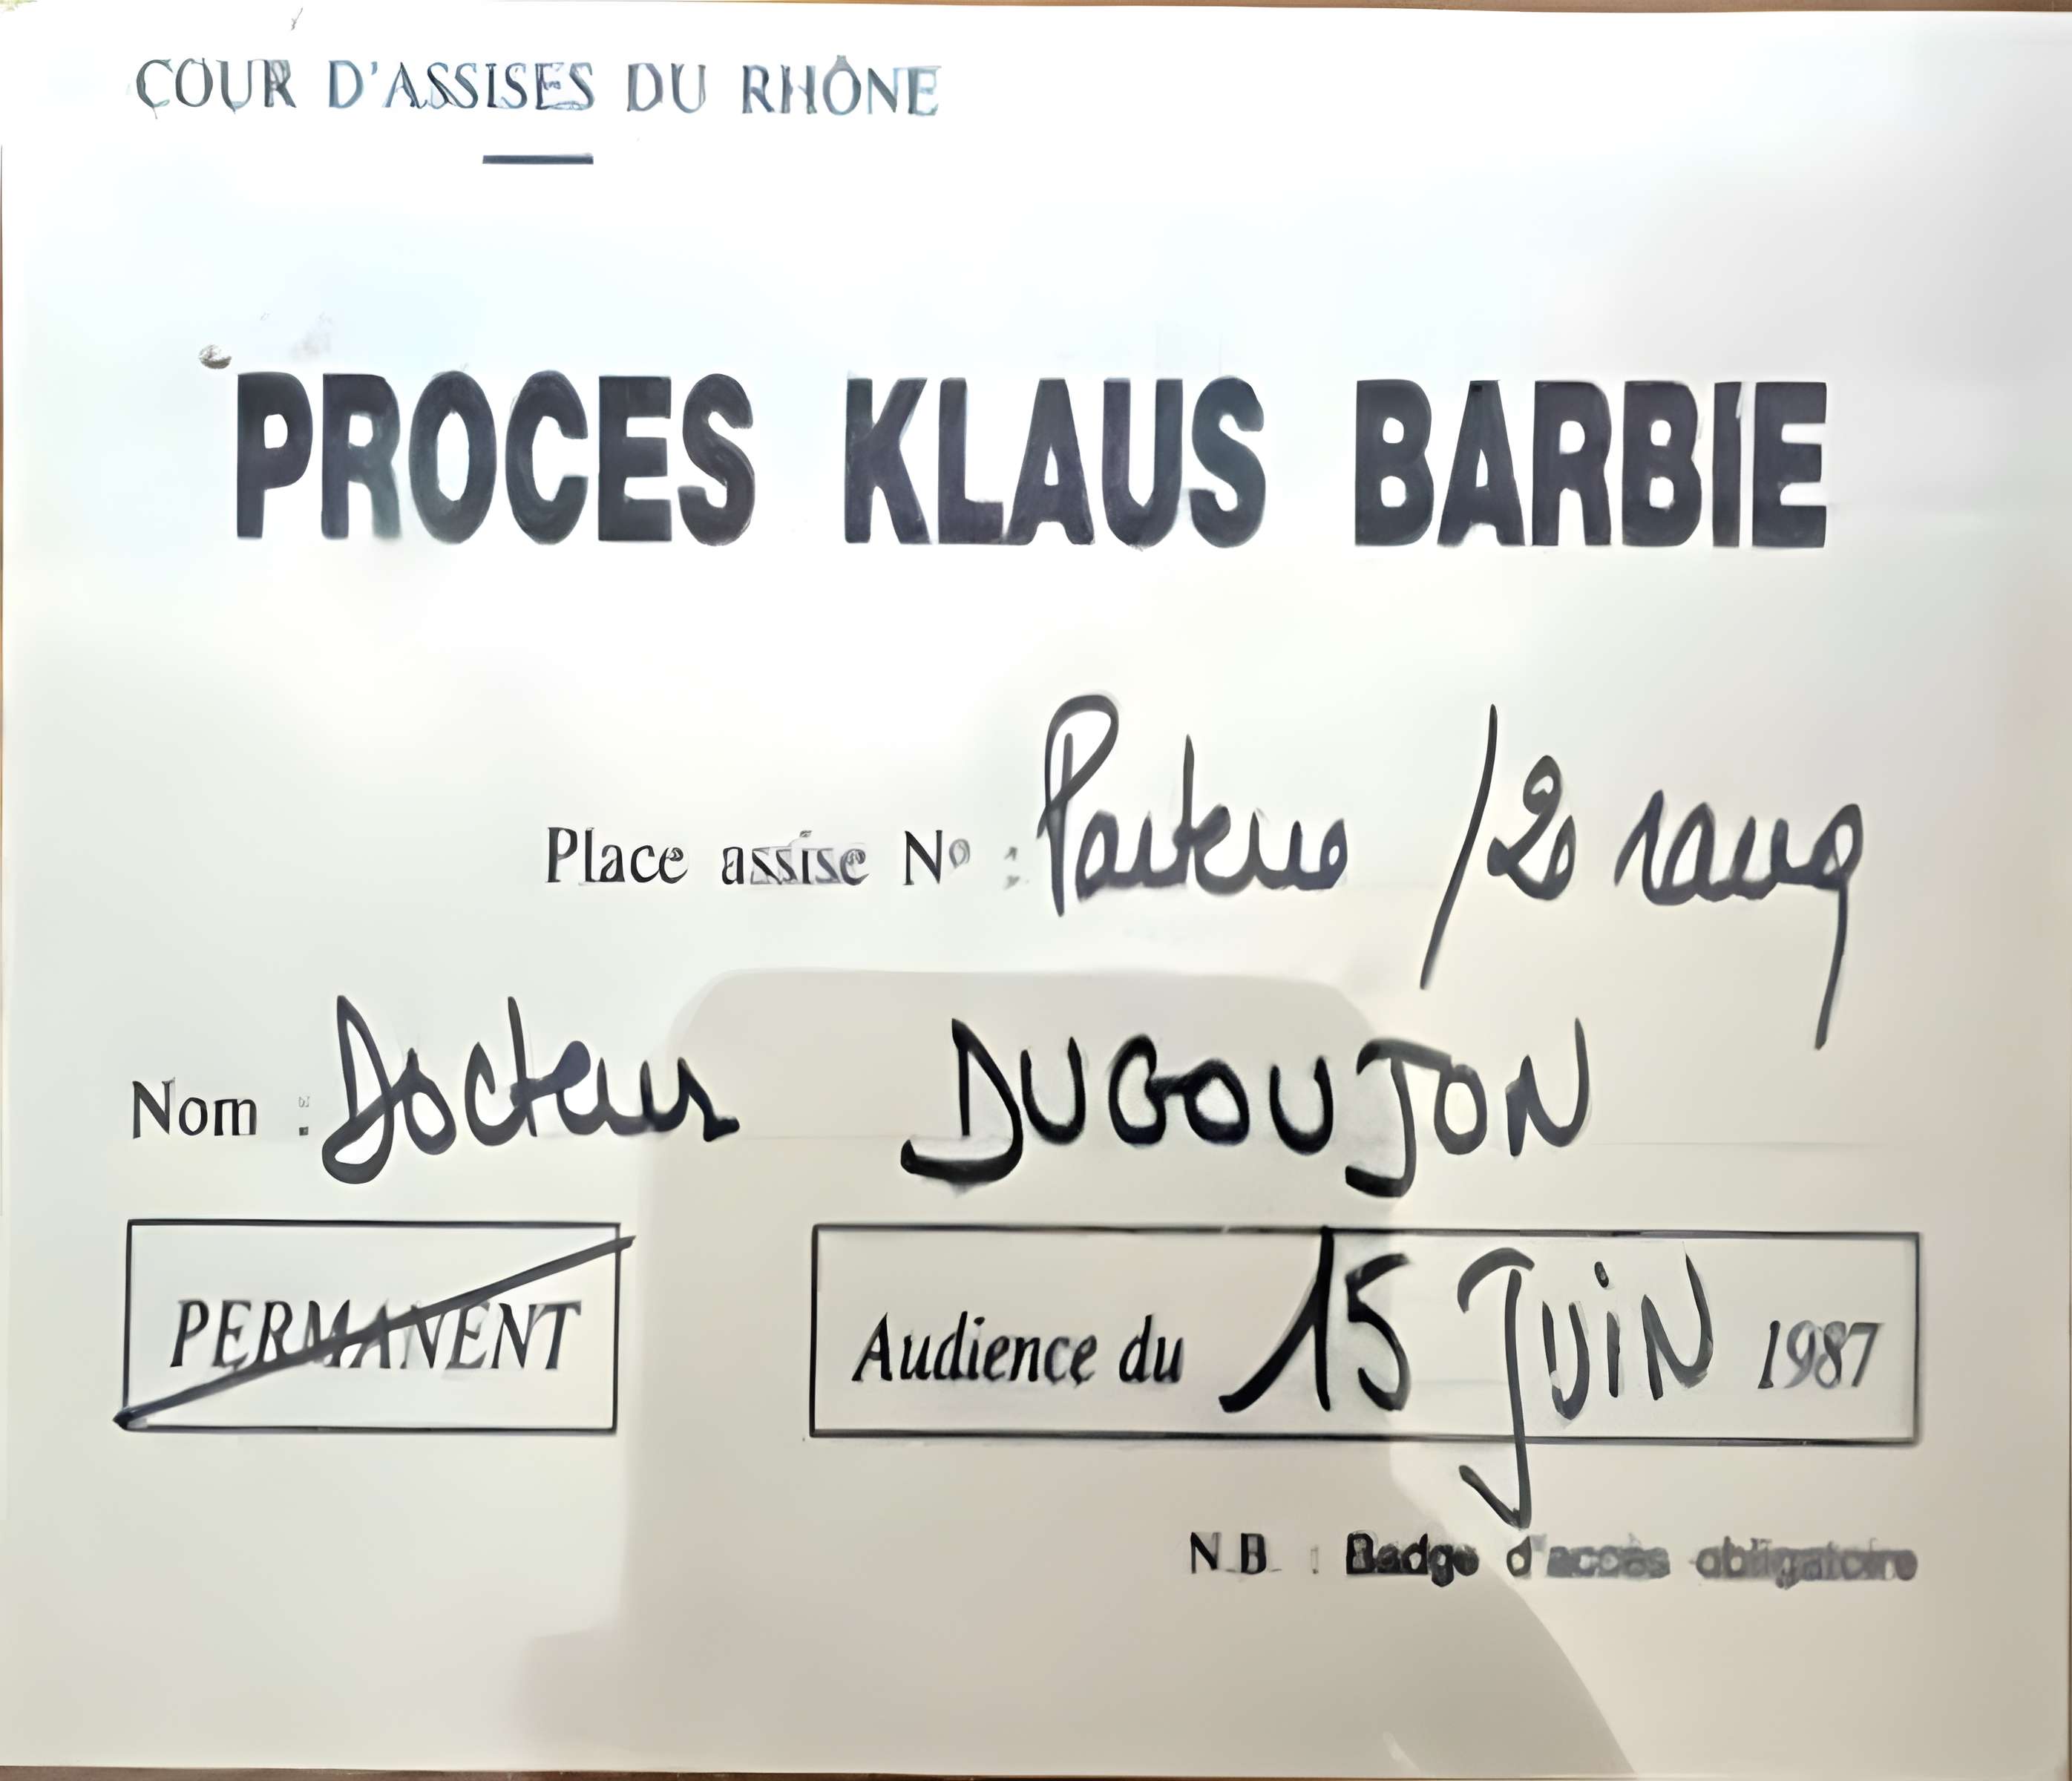 COUR D'ASSISES DU RHÔNE
PROCES KLAUS BARBIE
Place assise Nº : /2e rang
Nom : Docteur DUGOUJON
PERMANENT
Audience du 15 JUIN 1987
N.B. : Badge d'accès obligatoire